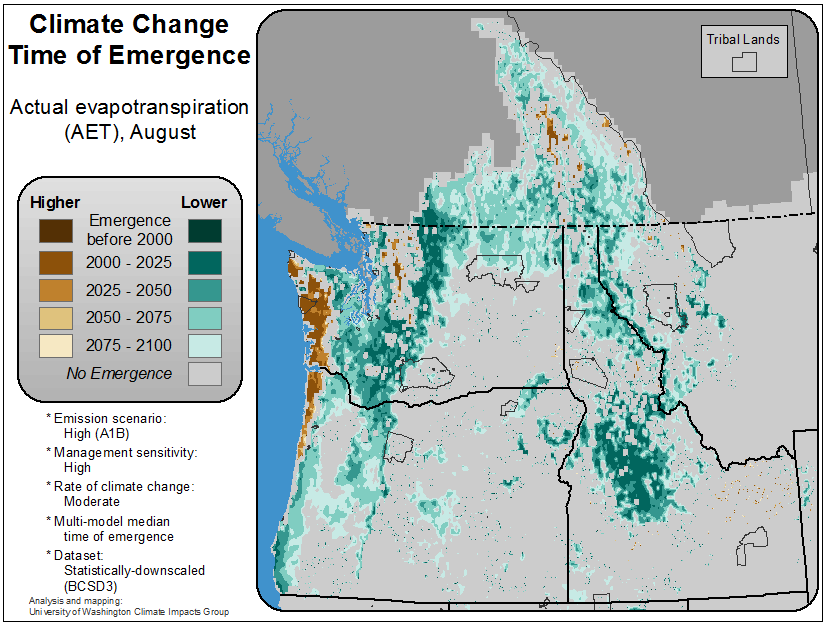 Climate Change
Time of Emergence
Actual evapotranspiration
(AET), August
Higher
Lower
Emergence
before 2000
2000 - 2025
2025 - 2050
2050 - 2075
2075 - 2100
No Emergence
* Emission scenario:
High (A1B)
* Management sensitivity:
High
* Rate of climate change:
Moderate
* Multi-model median
time of emergence
* Dataset:
Statistically-downscaled
(BCSD3)
Analysis and mapping:
University of Washington Climate Impacts Group
Tribal Lands